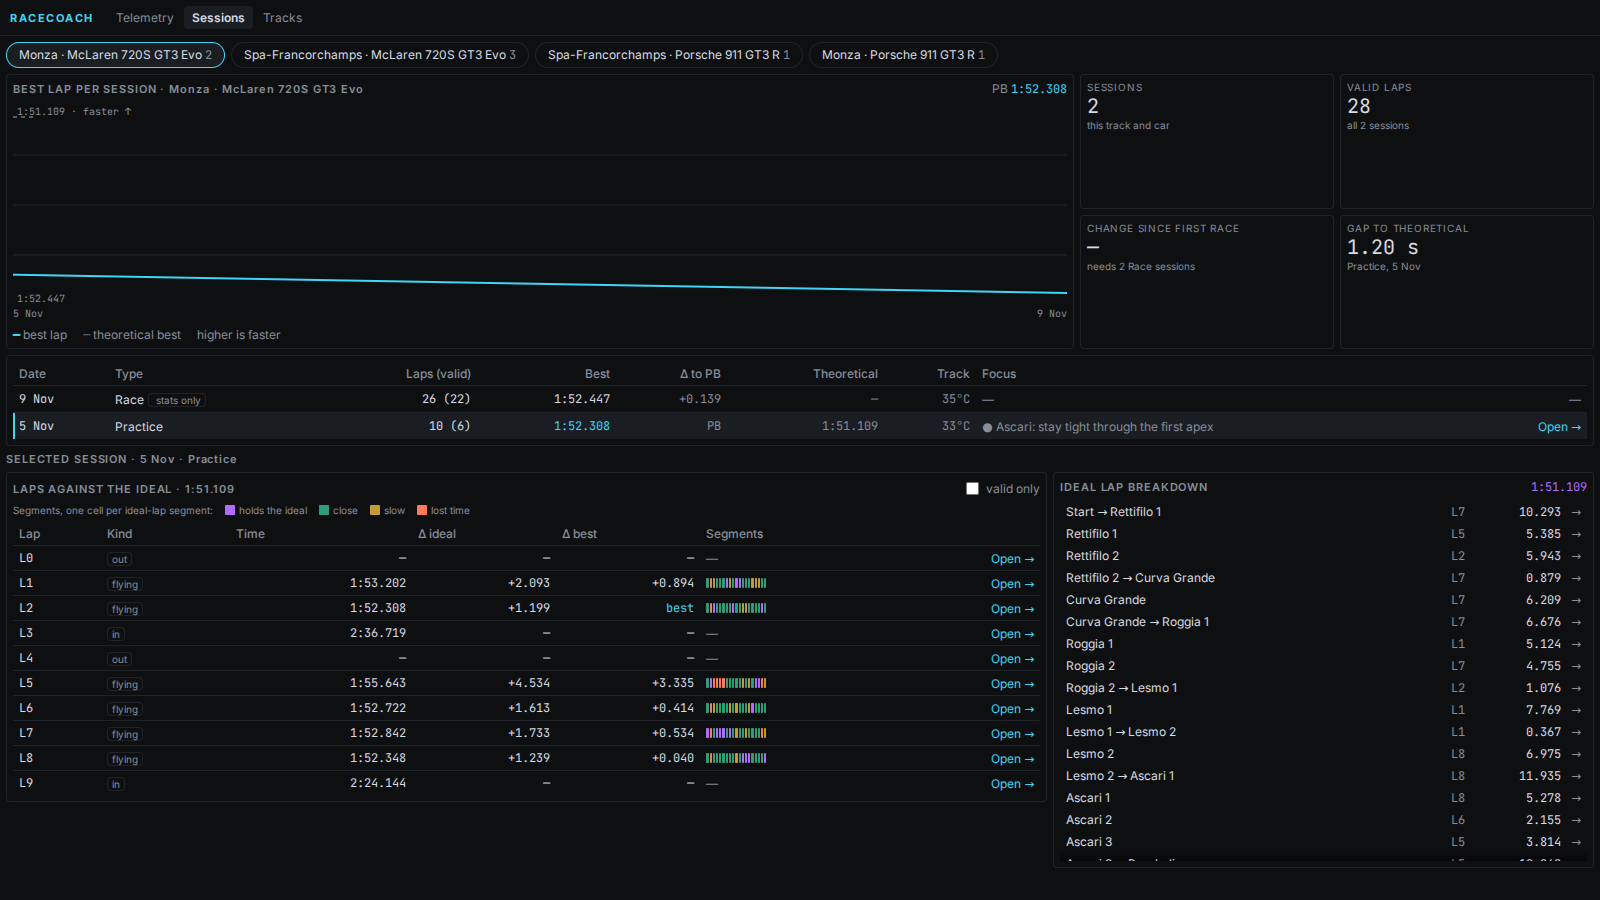 RACECOACH Telemetry Sessions Tracks
Monza · McLaren 720S GT3 Evo 2 Spa-Francorchamps · McLaren 720S GT3 Evo 3 Spa-Francorchamps · Porsche 911 GT3 R 1 Monza · Porsche 911 GT3 R 1
BEST LAP PER SESSION · Monza · McLaren 720S GT3 Evo PB 1:52.308
1:51.109 · faster ↑
1:52.447
5 Nov 9 Nov
best lap theoretical best higher is faster
SESSIONS
2
this track and car
VALID LAPS
28
all 2 sessions
CHANGE SINCE FIRST RACE
—
needs 2 Race sessions
GAP TO THEORETICAL
1.20 s
Practice, 5 Nov
Date Type Laps (valid) Best Δ to PB Theoretical Track Focus
9 Nov Race stats only 26 (22) 1:52.447 +0.139 — 35°C — —
5 Nov Practice 10 (6) 1:52.308 PB 1:51.109 33°C ● Ascari: stay tight through the first apex Open →
SELECTED SESSION · 5 Nov · Practice
LAPS AGAINST THE IDEAL · 1:51.109 valid only
Segments, one cell per ideal-lap segment: holds the ideal close slow lost time
Lap Kind Time Δ ideal Δ best Segments
L0 out — — — — Open →
L1 flying 1:53.202 +2.093 +0.894 Open →
L2 flying 1:52.308 +1.199 best Open →
L3 in 2:36.719 — — — Open →
L4 out — — — — Open →
L5 flying 1:55.643 +4.534 +3.335 Open →
L6 flying 1:52.722 +1.613 +0.414 Open →
L7 flying 1:52.842 +1.733 +0.534 Open →
L8 flying 1:52.348 +1.239 +0.040 Open →
L9 in 2:24.144 — — — Open →
IDEAL LAP BREAKDOWN 1:51.109
Start → Rettifilo 1 L7 10.293 →
Rettifilo 1 L5 5.385 →
Rettifilo 2 L2 5.943 →
Rettifilo 2 → Curva Grande L7 0.879 →
Curva Grande L7 6.209 →
Curva Grande → Roggia 1 L7 6.676 →
Roggia 1 L1 5.124 →
Roggia 2 L7 4.755 →
Roggia 2 → Lesmo 1 L2 1.076 →
Lesmo 1 L1 7.769 →
Lesmo 1 → Lesmo 2 L1 0.367 →
Lesmo 2 L8 6.975 →
Lesmo 2 → Ascari 1 L8 11.935 →
Ascari 1 L8 5.278 →
Ascari 2 L6 2.155 →
Ascari 3 L5 3.814 →